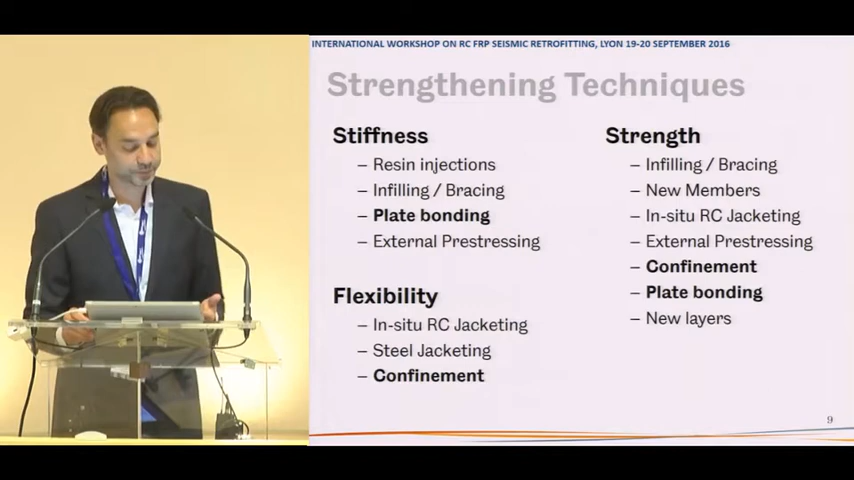 INTERNATIONAL WORKSHOP ON RC FRP SEISMIC RETROFITTING, LYON 19-20 SEPTEMBER 2016
Strengthening Techniques
Stiffness
– Resin injections
– Infilling / Bracing
– Plate bonding
– External Prestressing
Flexibility
– In-situ RC Jacketing
– Steel Jacketing
– Confinement
Strength
– Infilling / Bracing
– New Members
– In-situ RC Jacketing
– External Prestressing
– Confinement
– Plate bonding
– New layers
9